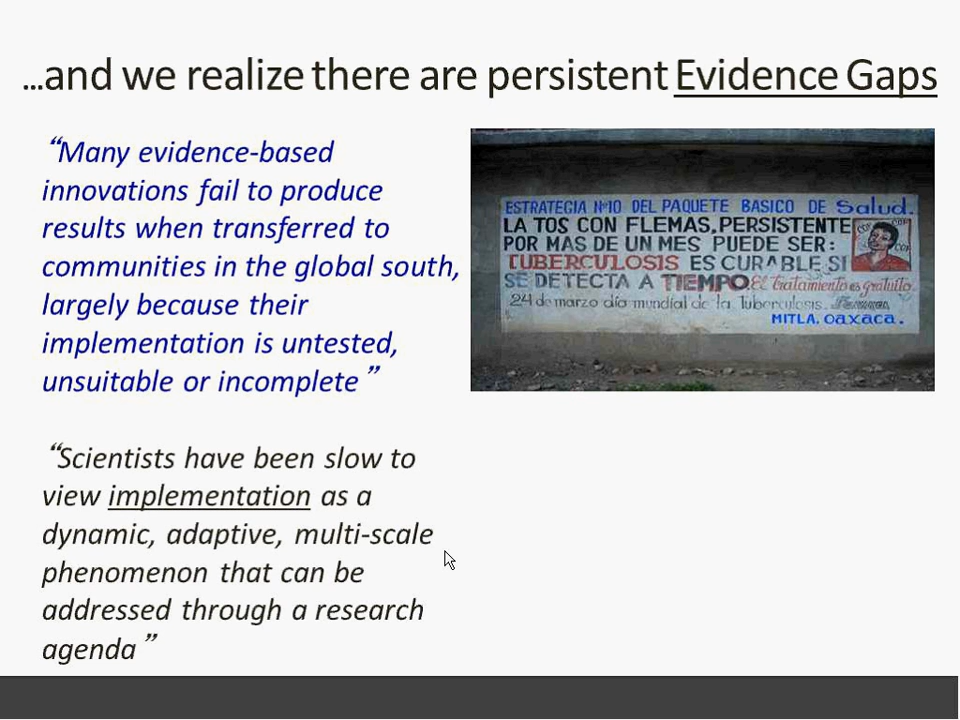 ...and we realize there are persistent Evidence Gaps
“Many evidence-based
innovations fail to produce
results when transferred to
communities in the global south,
largely because their
implementation is untested,
unsuitable or incomplete”
“Scientists have been slow to
view implementation as a
dynamic, adaptive, multi-scale
phenomenon that can be
addressed through a research
agenda”
ESTRATEGIA Nº10 DEL PAQUETE BASICO DE Salud.
LA TOS CON FLEMAS, PERSISTENTE
POR MAS DE UN MES PUEDE SER:
TUBERCULOSIS ES CURABLE SI
SE DETECTA A TIEMPO. El tratamiento es gratuito.
24 de marzo día mundial de la Tuberculosis.
MITLA, Oaxaca.